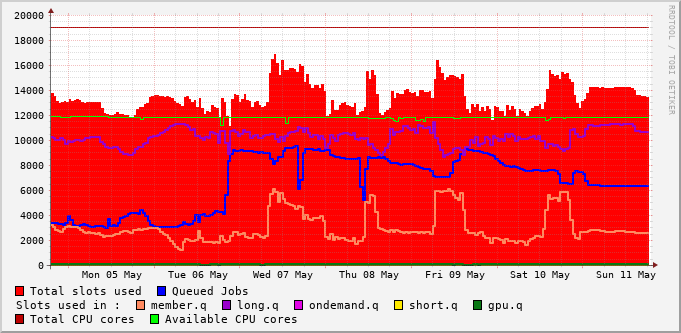 20000
18000
16000
14000
12000
10000
8000
6000
4000
2000
0
Mon 05 May Tue 06 May Wed 07 May Thu 08 May Fri 09 May Sat 10 May Sun 11 May
Total slots used Queued Jobs
Slots used in : member.q long.q ondemand.q short.q gpu.q
Total CPU cores Available CPU cores
RRDTOOL / TOBI OETIKER